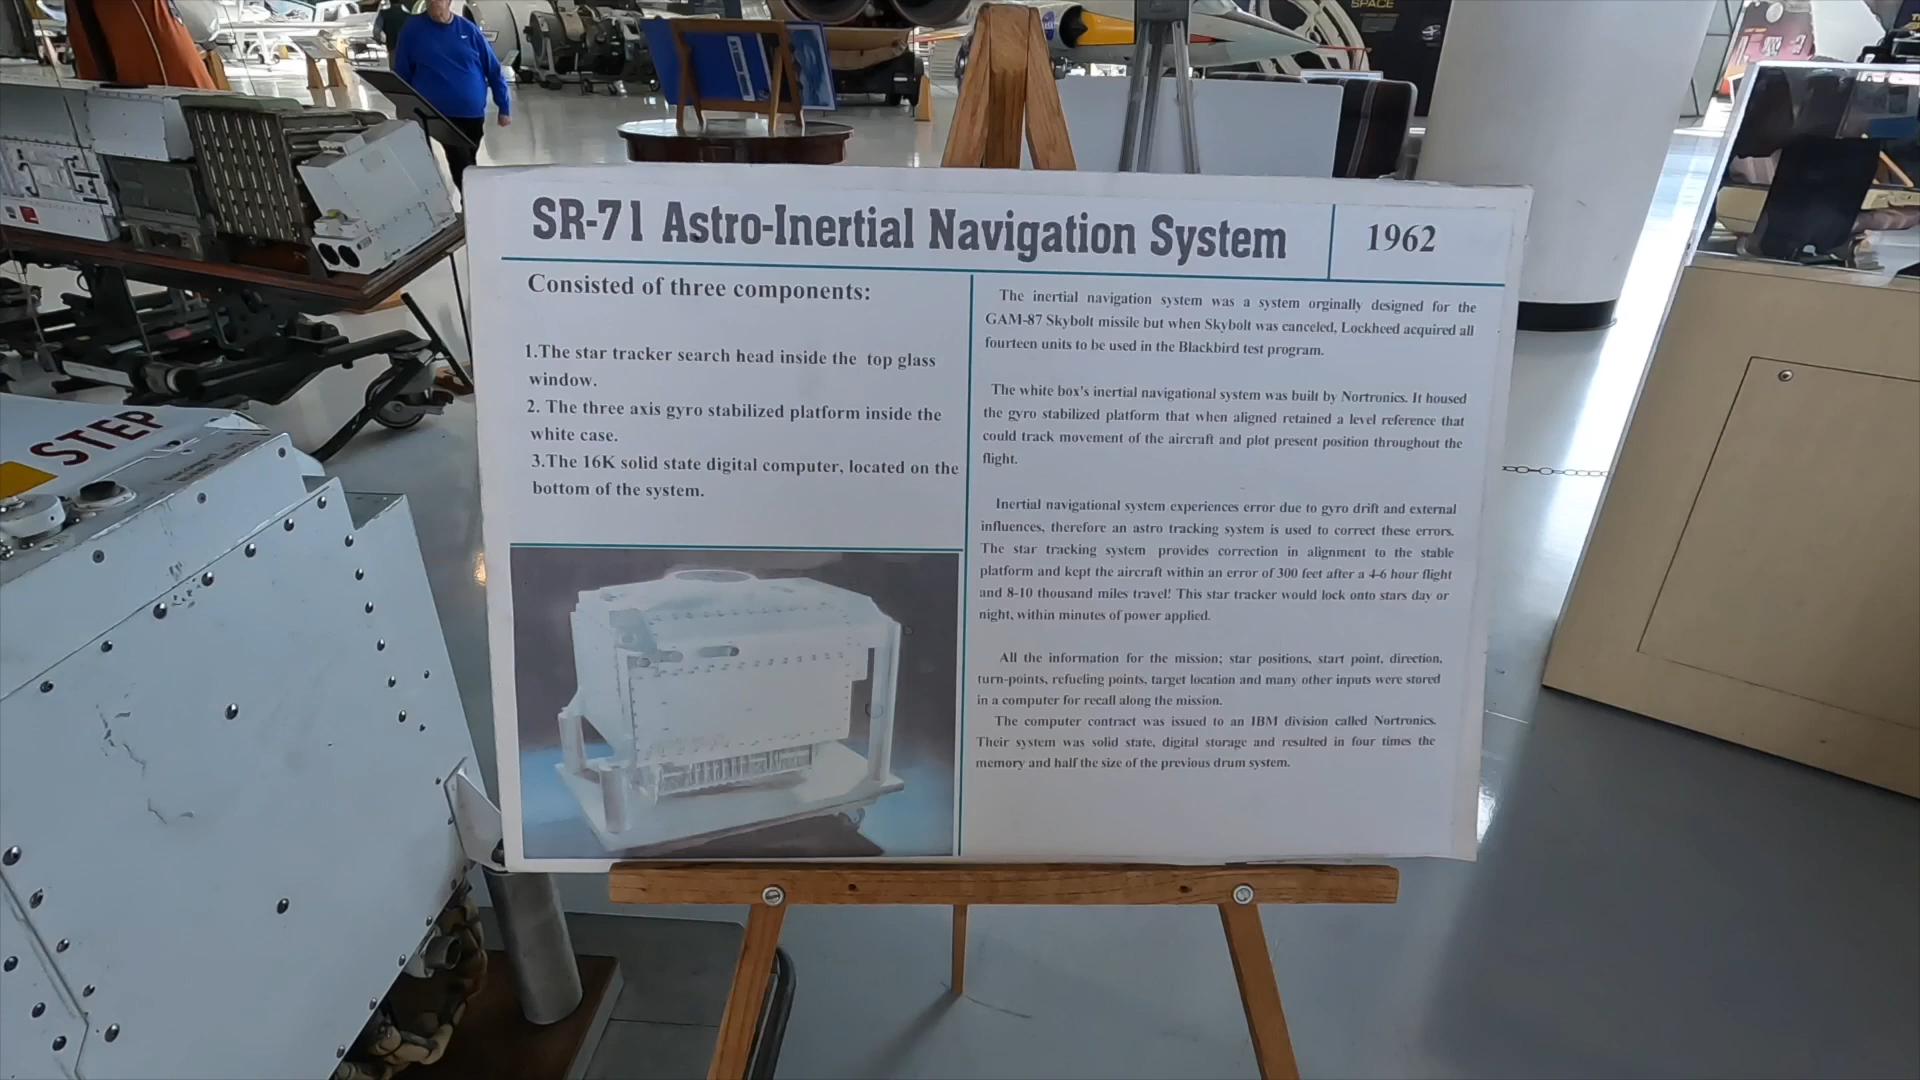 SPACE
STEP
SR-71 Astro-Inertial Navigation System
1962
Consisted of three components:
1.The star tracker search head inside the top glass
window.
2. The three axis gyro stabilized platform inside the
white case.
3.The 16K solid state digital computer, located on the
bottom of the system.
The inertial navigation system was a system orginally designed for the
GAM-87 Skybolt missile but when Skybolt was canceled, Lockheed acquired all
fourteen units to be used in the Blackbird test program.
The white box's inertial navigational system was built by Nortronics. It housed
the gyro stabilized platform that when aligned retained a level reference that
could track movement of the aircraft and plot present position throughout the
flight.
Inertial navigational system experiences error due to gyro drift and external
influences, therefore an astro tracking system is used to correct these errors.
The star tracking system provides correction in alignment to the stable
platform and kept the aircraft within an error of 300 feet after a 4-6 hour flight
and 8-10 thousand miles travel! This star tracker would lock onto stars day or
night, within minutes of power applied.
All the information for the mission; star positions, start point, direction,
turn-points, refueling points, target location and many other inputs were stored
in a computer for recall along the mission.
The computer contract was issued to an IBM division called Nortronics.
Their system was solid state, digital storage and resulted in four times the
memory and half the size of the previous drum system.